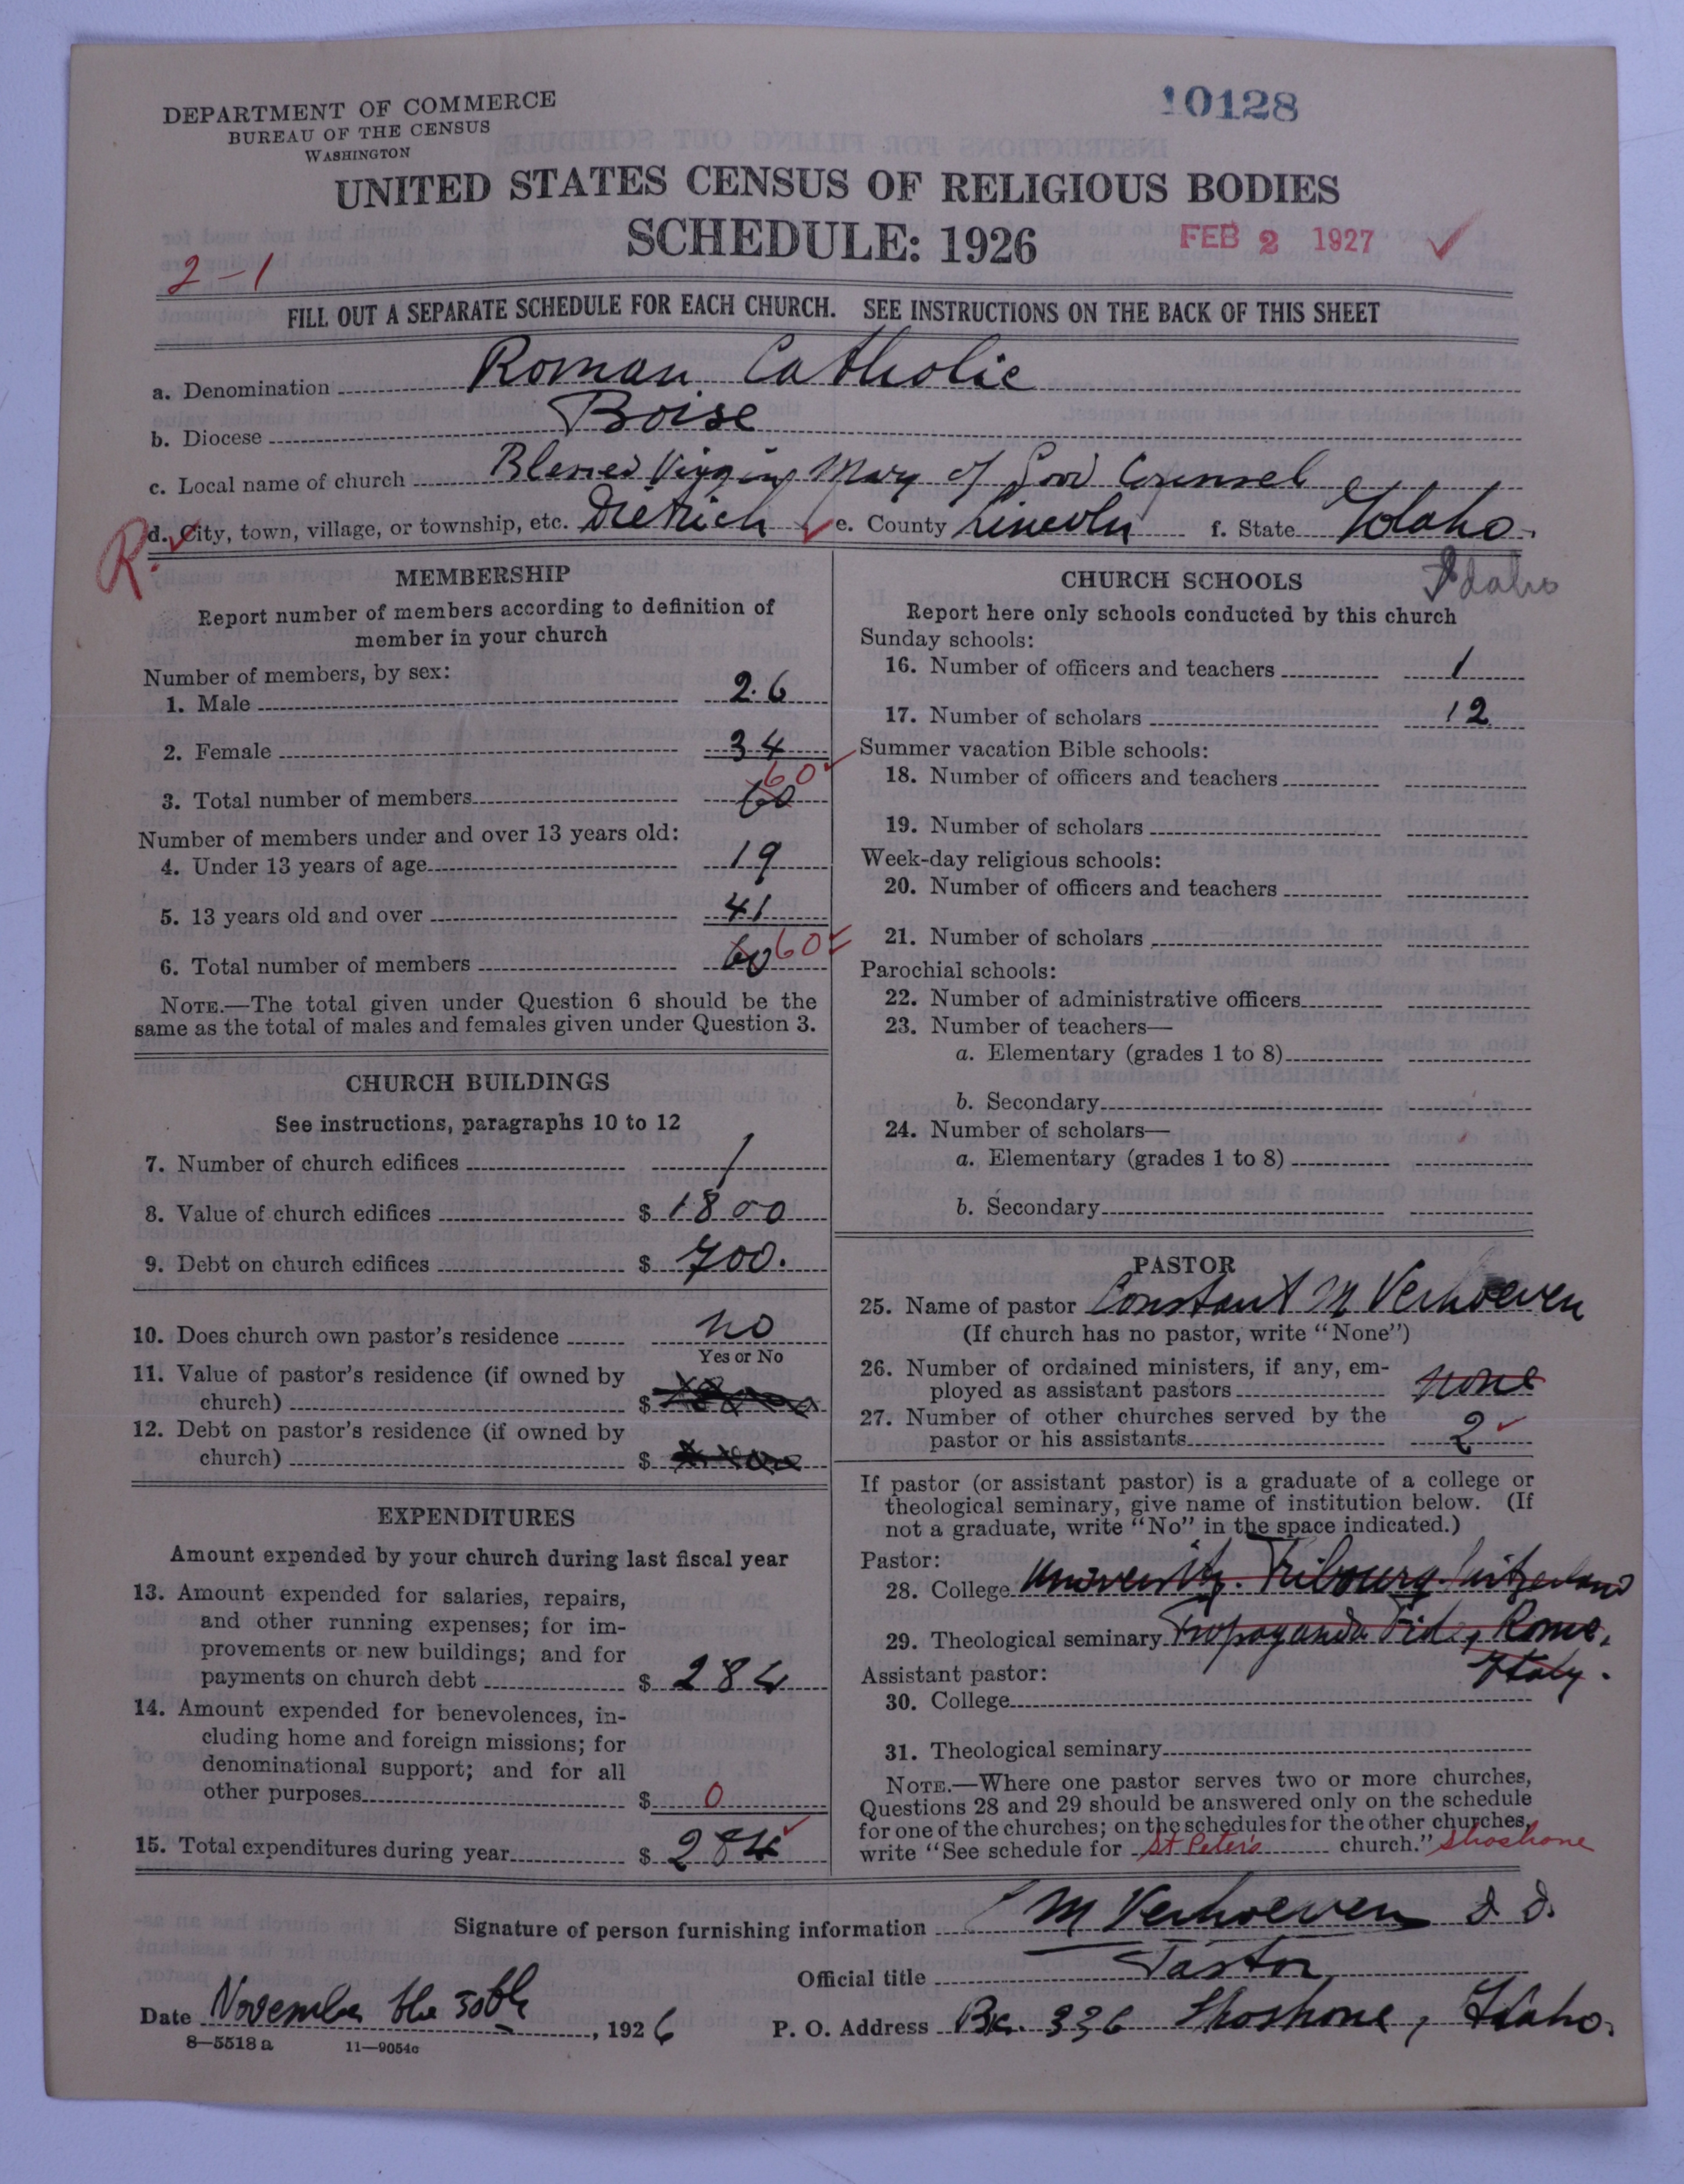 DEPARTMENT OF COMMERCE
BUREAU OF THE CENSUS
WASHINGTON
10128
UNITED STATES CENSUS OF RELIGIOUS BODIES
SCHEDULE: 1926
FEB 2 1927
2-1
FILL OUT A SEPARATE SCHEDULE FOR EACH CHURCH. SEE INSTRUCTIONS ON THE BACK OF THIS SHEET
a. Denomination Roman Catholic
b. Diocese Boise
c. Local name of church Blessed Virgin Mary of Good Counsel
R. d. City, town, village, or township, etc. Dietrich e. County Lincoln f. State Idaho.
Idaho
MEMBERSHIP
Report number of members according to definition of
member in your church
Number of members, by sex:
1. Male 26
2. Female 34
3. Total number of members 60 60
Number of members under and over 13 years old:
4. Under 13 years of age 19
5. 13 years old and over 41
6. Total number of members 60 60
NOTE.—The total given under Question 6 should be the
same as the total of males and females given under Question 3.
CHURCH BUILDINGS
See instructions, paragraphs 10 to 12
7. Number of church edifices 1
8. Value of church edifices $ 1800
9. Debt on church edifices $ 700.
10. Does church own pastor's residence no
Yes or No
11. Value of pastor's residence (if owned by
church) $
12. Debt on pastor's residence (if owned by
church) $
EXPENDITURES
Amount expended by your church during last fiscal year
13. Amount expended for salaries, repairs,
and other running expenses; for im-
provements or new buildings; and for
payments on church debt $ 284
14. Amount expended for benevolences, in-
cluding home and foreign missions; for
denominational support; and for all
other purposes $ 0
15. Total expenditures during year $ 284
CHURCH SCHOOLS
Report here only schools conducted by this church
Sunday schools:
16. Number of officers and teachers 1
17. Number of scholars 12
Summer vacation Bible schools:
18. Number of officers and teachers
19. Number of scholars
Week-day religious schools:
20. Number of officers and teachers
21. Number of scholars
Parochial schools:
22. Number of administrative officers
23. Number of teachers—
a. Elementary (grades 1 to 8)
b. Secondary
24. Number of scholars—
a. Elementary (grades 1 to 8)
b. Secondary
PASTOR
25. Name of pastor Constant M Verhoeven
(If church has no pastor, write "None")
26. Number of ordained ministers, if any, em-
ployed as assistant pastors none
27. Number of other churches served by the
pastor or his assistants 2
If pastor (or assistant pastor) is a graduate of a college or
theological seminary, give name of institution below. (If
not a graduate, write "No" in the space indicated.)
Pastor:
28. College University. Fribourg. Switzerland
29. Theological seminary Propaganda Fide, Rome,
Italy.
Assistant pastor:
30. College
31. Theological seminary
NOTE.—Where one pastor serves two or more churches,
Questions 28 and 29 should be answered only on the schedule
for one of the churches; on the schedules for the other churches,
write "See schedule for St Peter's church." Shoshone
Signature of person furnishing information M Verhoeven D D.
Official title Pastor
Date November the 30th, 1926
P. O. Address Bx. 336 Shoshone, Idaho.
8—5518a 11—9054c